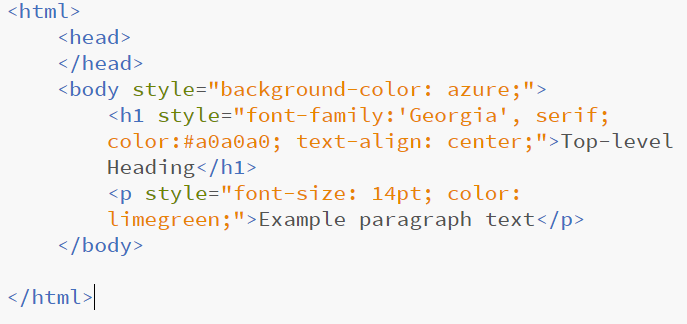 <html>
<head>
</head>
<body style="background-color: azure;">
<h1 style="font-family:'Georgia', serif;
color:#a0a0a0; text-align: center;">Top-level
Heading</h1>
<p style="font-size: 14pt; color:
limegreen;">Example paragraph text</p>
</body>
</html>